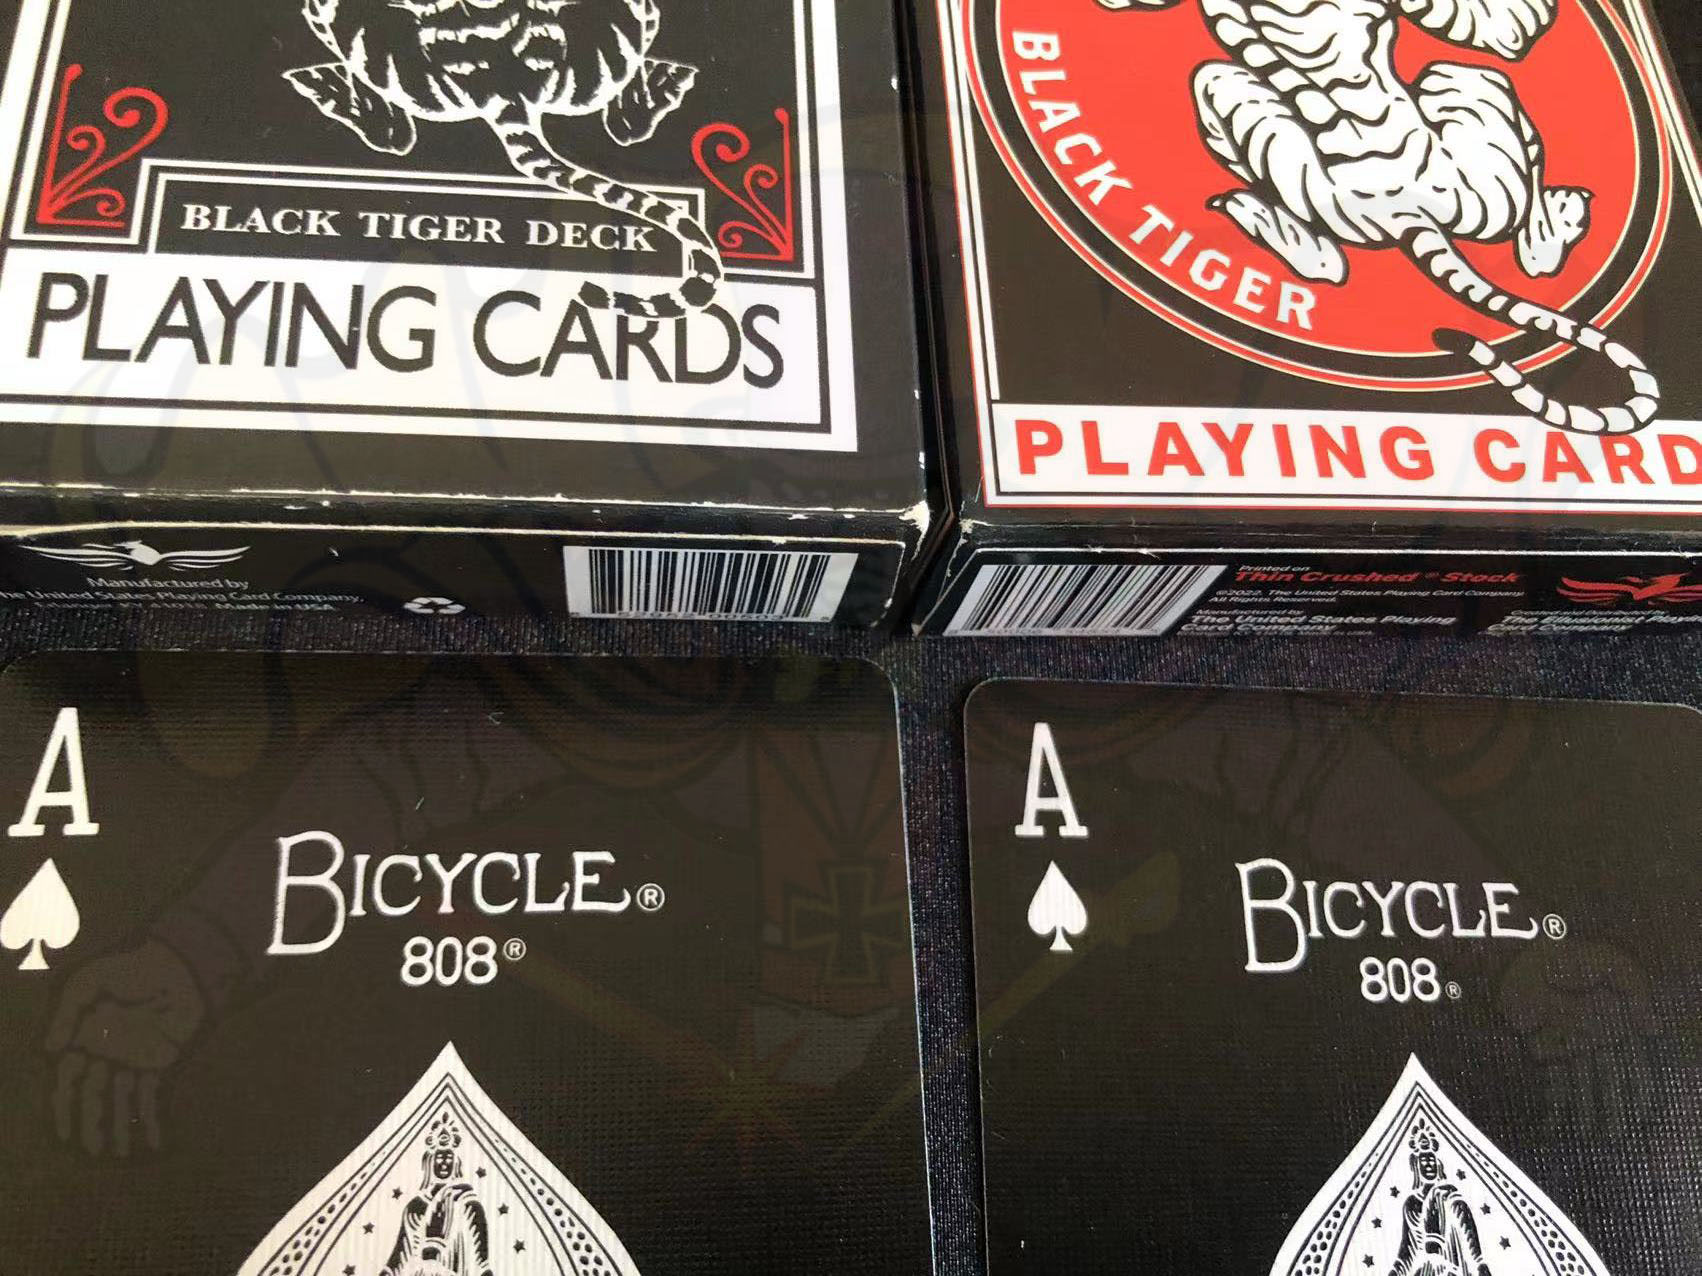 BLACK TIGER DECK
PLAYING CARDS
Manufactured by
The United States Playing Card Company.
Made in USA
BLACK TIGER
PLAYING CARD
Printed on
Thin Crushed® Stock
©2022. The United States Playing Card Company.
All Rights Reserved.
Manufactured by
The United States Playing
Card Company
A
BICYCLE®
808®
A
BICYCLE®
808®